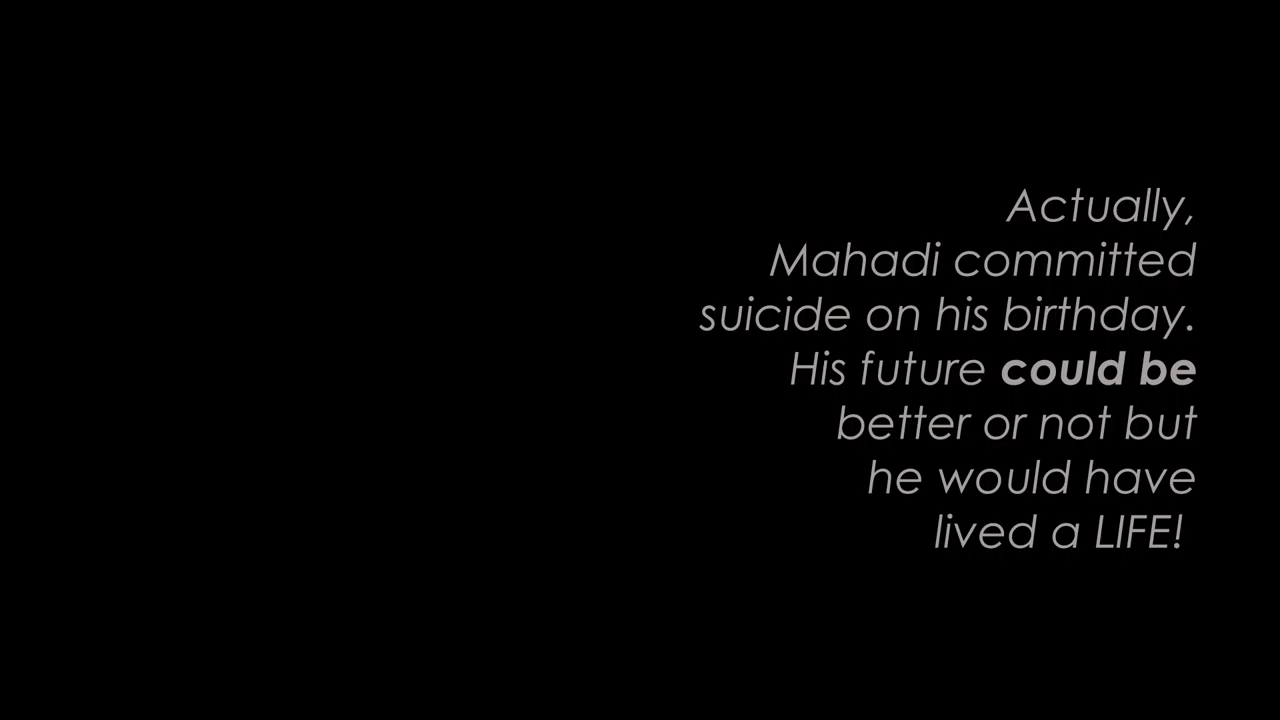 Actually,
Mahadi committed
suicide on his birthday.
His future could be
better or not but
he would have
lived a LIFE!